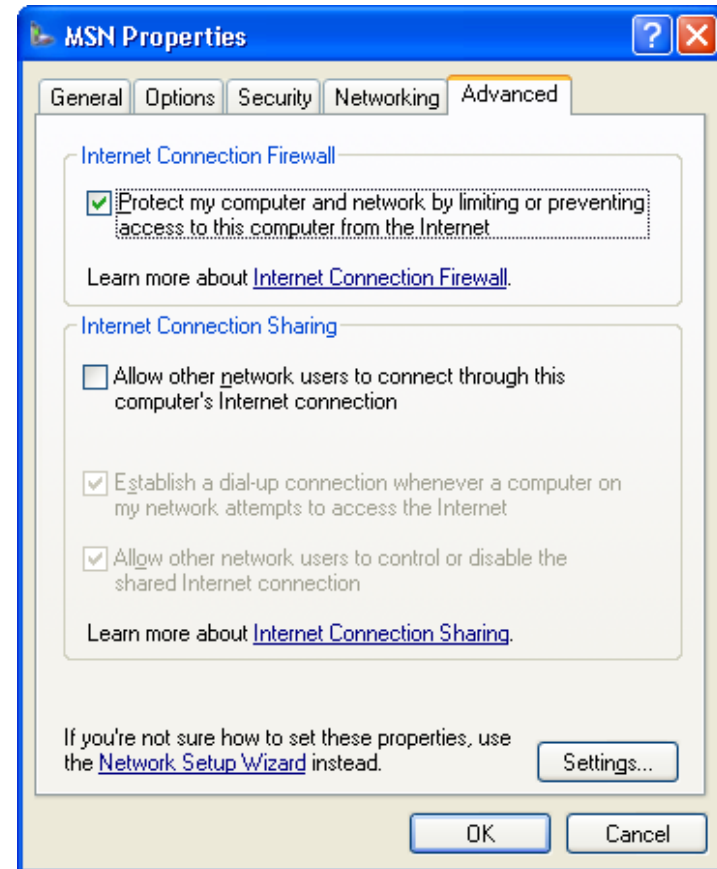 MSN Properties
General Options Security Networking Advanced
Internet Connection Firewall
Protect my computer and network by limiting or preventing
access to this computer from the Internet
Learn more about Internet Connection Firewall.
Internet Connection Sharing
Allow other network users to connect through this
computer's Internet connection
Establish a dial-up connection whenever a computer on
my network attempts to access the Internet
Allow other network users to control or disable the
shared Internet connection
Learn more about Internet Connection Sharing.
If you're not sure how to set these properties, use
the Network Setup Wizard instead.
Settings...
OK Cancel